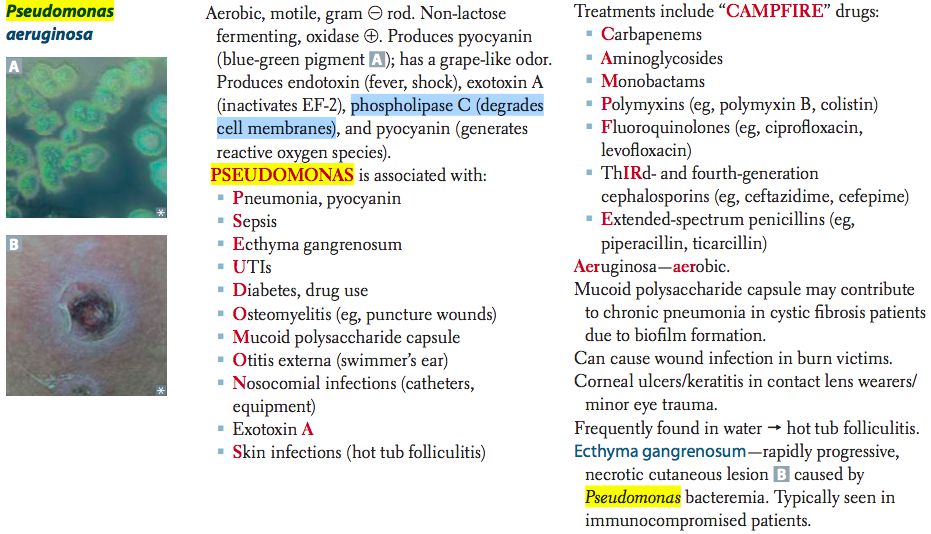 Pseudomonas
aeruginosa
A
*
B
*
Aerobic, motile, gram ⊖ rod. Non-lactose
fermenting, oxidase ⊕. Produces pyocyanin
(blue-green pigment A); has a grape-like odor.
Produces endotoxin (fever, shock), exotoxin A
(inactivates EF-2), phospholipase C (degrades
cell membranes), and pyocyanin (generates
reactive oxygen species).
PSEUDOMONAS is associated with:
▪ Pneumonia, pyocyanin
▪ Sepsis
▪ Ecthyma gangrenosum
▪ UTIs
▪ Diabetes, drug use
▪ Osteomyelitis (eg, puncture wounds)
▪ Mucoid polysaccharide capsule
▪ Otitis externa (swimmer's ear)
▪ Nosocomial infections (catheters,
equipment)
▪ Exotoxin A
▪ Skin infections (hot tub folliculitis)
Treatments include “CAMPFIRE” drugs:
▪ Carbapenems
▪ Aminoglycosides
▪ Monobactams
▪ Polymyxins (eg, polymyxin B, colistin)
▪ Fluoroquinolones (eg, ciprofloxacin,
levofloxacin)
▪ ThIRd- and fourth-generation
cephalosporins (eg, ceftazidime, cefepime)
▪ Extended-spectrum penicillins (eg,
piperacillin, ticarcillin)
Aeruginosa—aerobic.
Mucoid polysaccharide capsule may contribute
to chronic pneumonia in cystic fibrosis patients
due to biofilm formation.
Can cause wound infection in burn victims.
Corneal ulcers/keratitis in contact lens wearers/
minor eye trauma.
Frequently found in water → hot tub folliculitis.
Ecthyma gangrenosum—rapidly progressive,
necrotic cutaneous lesion B caused by
Pseudomonas bacteremia. Typically seen in
immunocompromised patients.